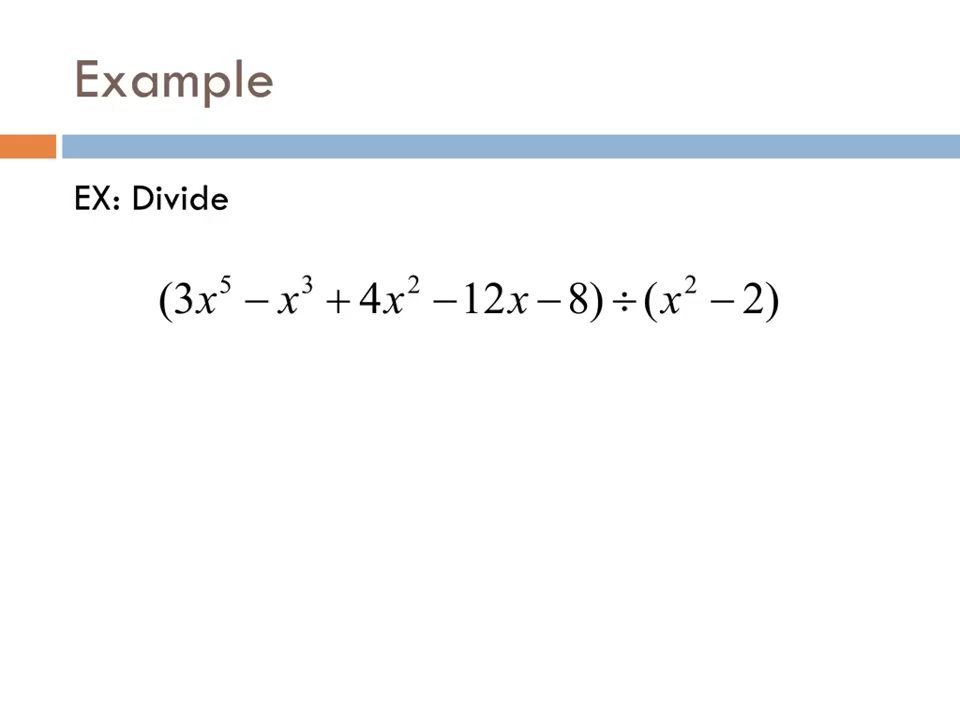 Example
EX: Divide
(3x⁵ − x³ + 4x² − 12x − 8) ÷ (x² − 2)